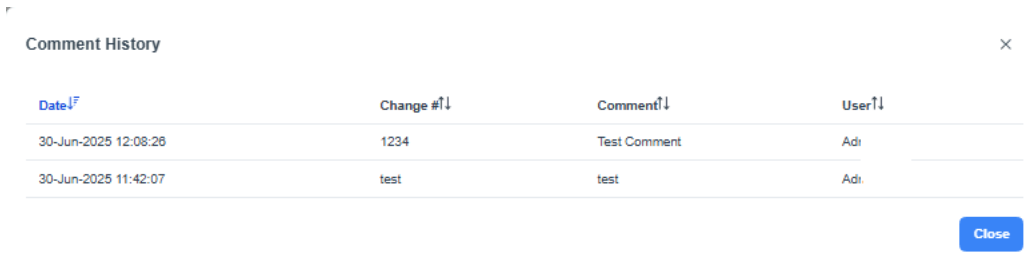 Comment History
Date Change # Comment User
30-Jun-2025 12:08:26 1234 Test Comment
30-Jun-2025 11:42:07 test test
Close